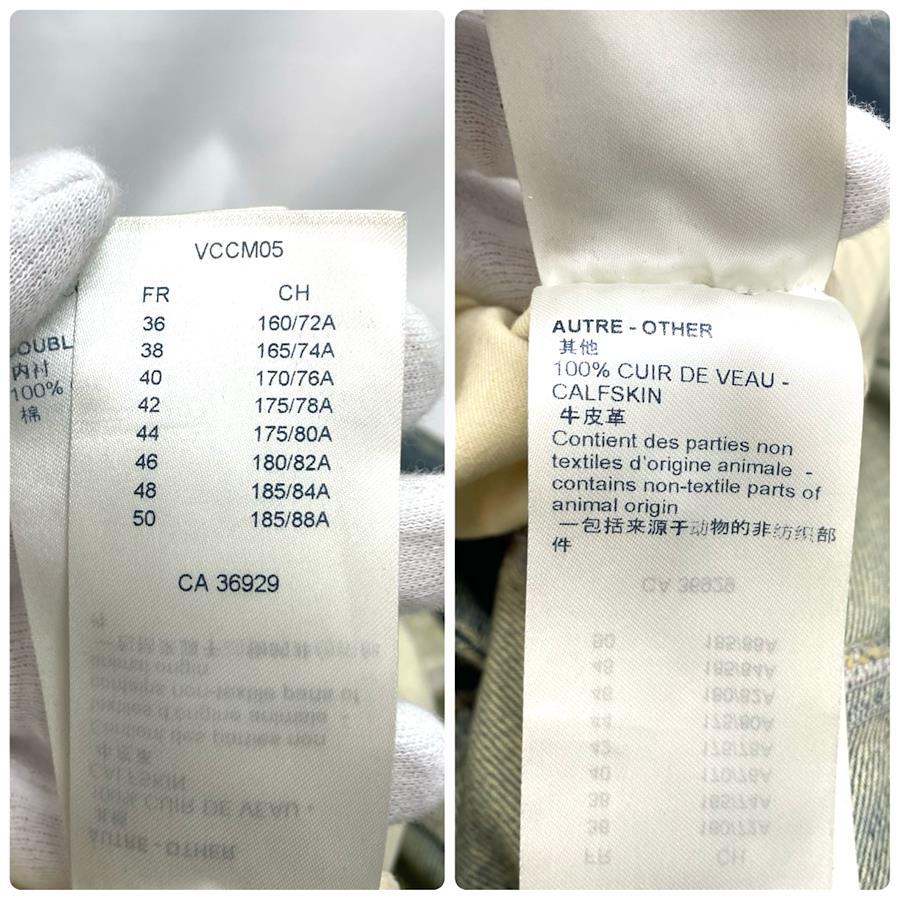 OUBL
内衬
100%
棉
VCCM05
FR CH
36 160/72A
38 165/74A
40 170/76A
42 175/78A
44 175/80A
46 180/82A
48 185/84A
50 185/88A
CA 36929
AUTRE - OTHER
其他
100% CUIR DE VEAU -
CALFSKIN
牛皮革
Contient des parties non
textiles d'origine animale -
contains non-textile parts of
animal origin
一包括来源于动物的非纺织部
件